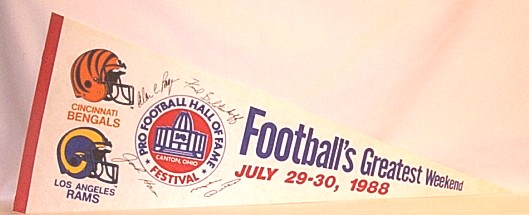 CINCINNATI
BENGALS
LOS ANGELES
RAMS
PRO FOOTBALL HALL OF FAME
CANTON, OHIO
FESTIVAL
Football's Greatest Weekend
JULY 29-30, 1988